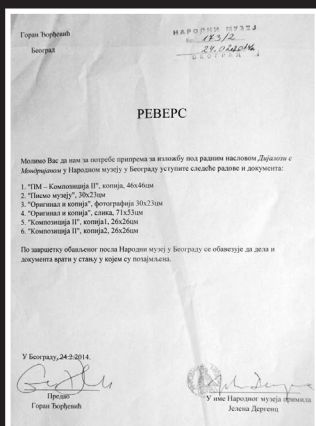 Горан Ђорђевић
Београд
НАРОДНИ МУЗЕЈ
173/2
24.02.2014
БЕОГРАД
РЕВЕРС
Молимо Вас да нам за потребе припрема за изложбу под радним насловом Дијалози с
Мондријаном у Народном музеју у Београду уступите следеће радове и документа:
1. "ПМ – Композиција II", копија, 46x46цм
2. "Писмо музеју", 30x23цм
3. "Оригинал и копија", фотографија 30x23цм
4. "Оригинал и копија", слика, 71x53цм
5. "Композиција II", копија1, 26x26цм
6. "Композиција II", копија2, 26x26цм
По завршетку обављеног посла Народни музеј у Београду се обавезује да дела и
документа врати у стању у којем су позајмљена.
У Београду, 24.2.2014.
Предао
Горан Ђорђевић
У име Народног музеја примила
Јелена Дергенц